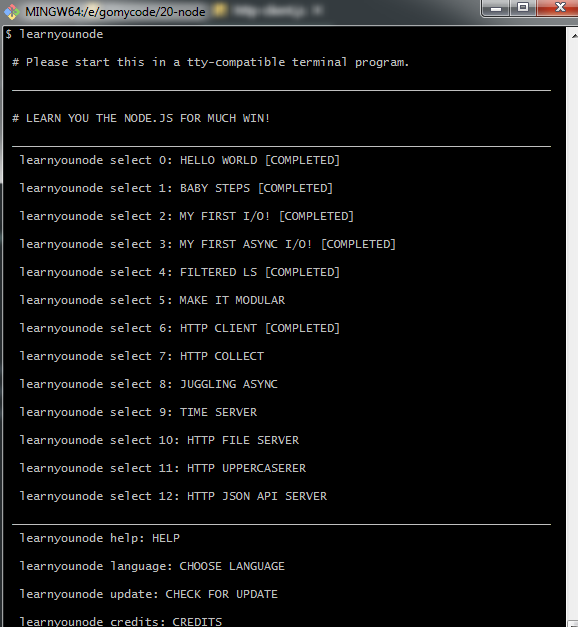 MINGW64:/e/gomycode/20-node
$ learnyounode
# Please start this in a tty-compatible terminal program.
# LEARN YOU THE NODE.JS FOR MUCH WIN!
learnyounode select 0: HELLO WORLD [COMPLETED]
learnyounode select 1: BABY STEPS [COMPLETED]
learnyounode select 2: MY FIRST I/O! [COMPLETED]
learnyounode select 3: MY FIRST ASYNC I/O! [COMPLETED]
learnyounode select 4: FILTERED LS [COMPLETED]
learnyounode select 5: MAKE IT MODULAR
learnyounode select 6: HTTP CLIENT [COMPLETED]
learnyounode select 7: HTTP COLLECT
learnyounode select 8: JUGGLING ASYNC
learnyounode select 9: TIME SERVER
learnyounode select 10: HTTP FILE SERVER
learnyounode select 11: HTTP UPPERCASERER
learnyounode select 12: HTTP JSON API SERVER
learnyounode help: HELP
learnyounode language: CHOOSE LANGUAGE
learnyounode update: CHECK FOR UPDATE
learnyounode credits: CREDITS